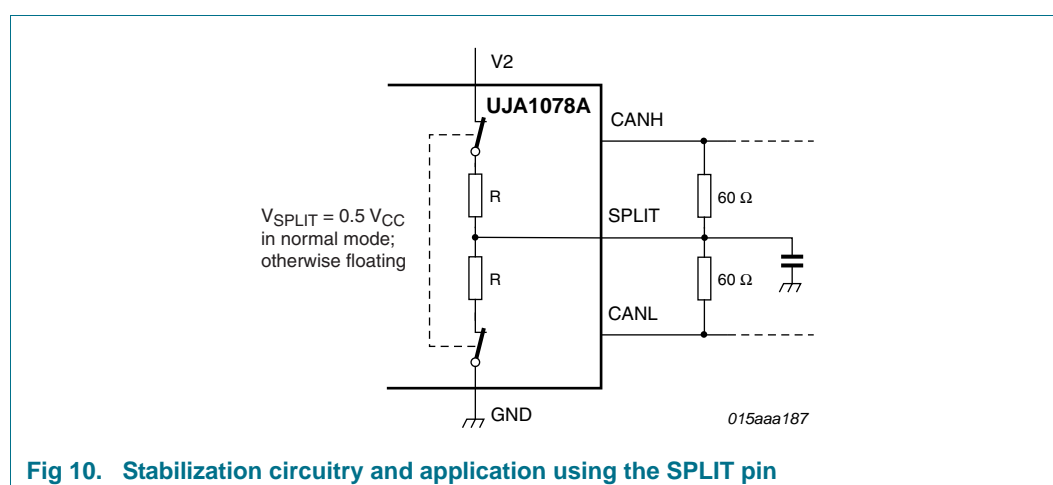 V2
UJA1078A
CANH
R
60 Ω
VSPLIT = 0.5 VCC
in normal mode;
otherwise floating
SPLIT
R
60 Ω
CANL
GND
015aaa187
Fig 10. Stabilization circuitry and application using the SPLIT pin